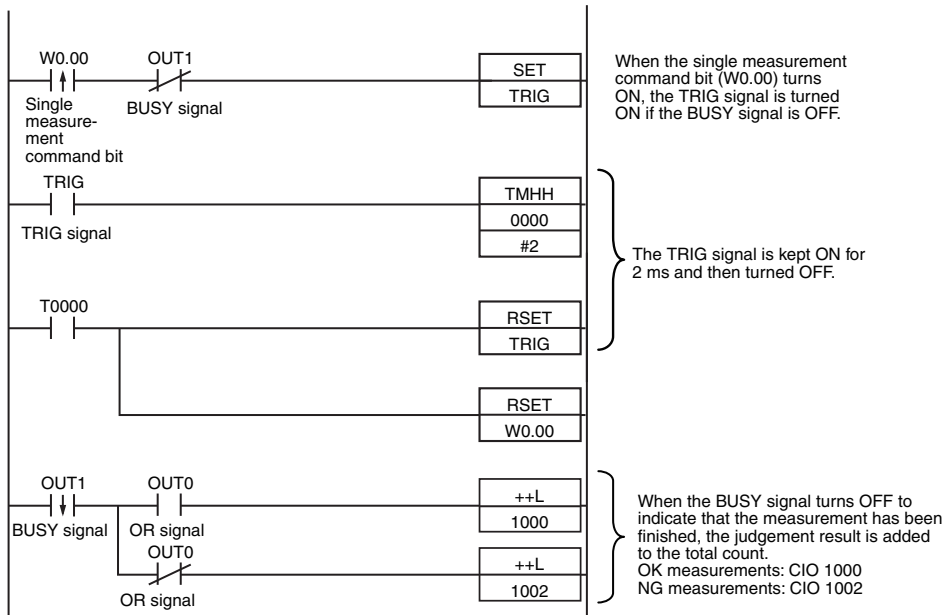 W0.00
OUT1
SET
TRIG
Single
measure-
ment
command bit
BUSY signal
When the single measurement
command bit (W0.00) turns
ON, the TRIG signal is turned
ON if the BUSY signal is OFF.
TRIG
TRIG signal
TMHH
0000
#2
The TRIG signal is kept ON for
2 ms and then turned OFF.
T0000
RSET
TRIG
RSET
W0.00
OUT1
BUSY signal
OUT0
OR signal
++L
1000
OUT0
OR signal
++L
1002
When the BUSY signal turns OFF to
indicate that the measurement has been
finished, the judgement result is added
to the total count.
OK measurements: CIO 1000
NG measurements: CIO 1002